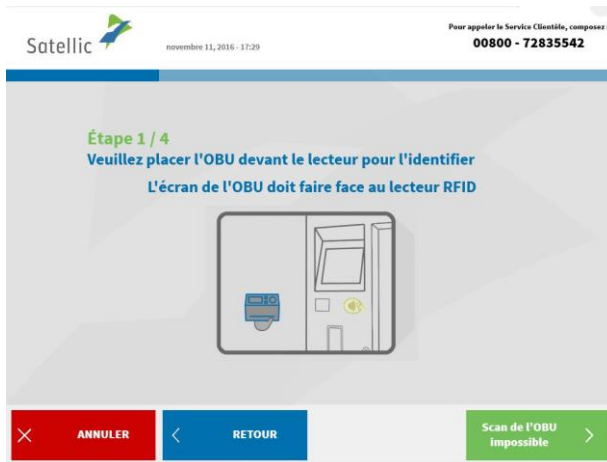 Satellic
novembre 11, 2016 - 17:29
Pour appeler le Service Clientèle, composez
00800 - 72835542
Étape 1 / 4
Veuillez placer l'OBU devant le lecteur pour l'identifier
L'écran de l'OBU doit faire face au lecteur RFID
ANNULER
RETOUR
Scan de l'OBU
impossible